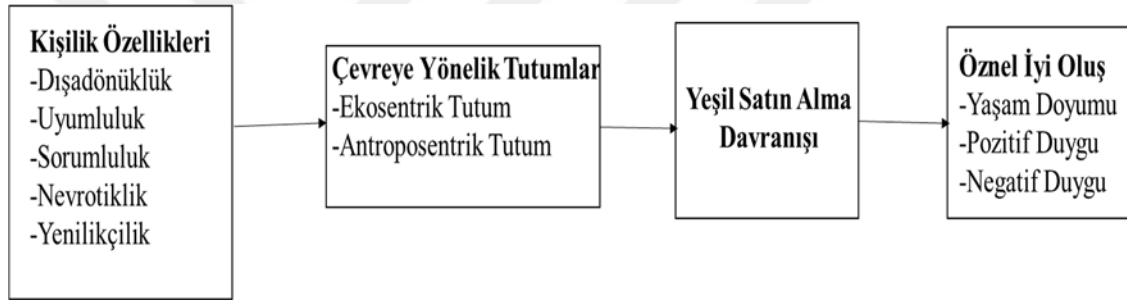 Kişilik Özellikleri
-Dışadönüklük
-Uyumluluk
-Sorumluluk
-Nevrotiklik
-Yenilikçilik
Çevreye Yönelik Tutumlar
-Ekosentrik Tutum
-Antroposentrik Tutum
Yeşil Satın Alma
Davranışı
Öznel İyi Oluş
-Yaşam Doyumu
-Pozitif Duygu
-Negatif Duygu